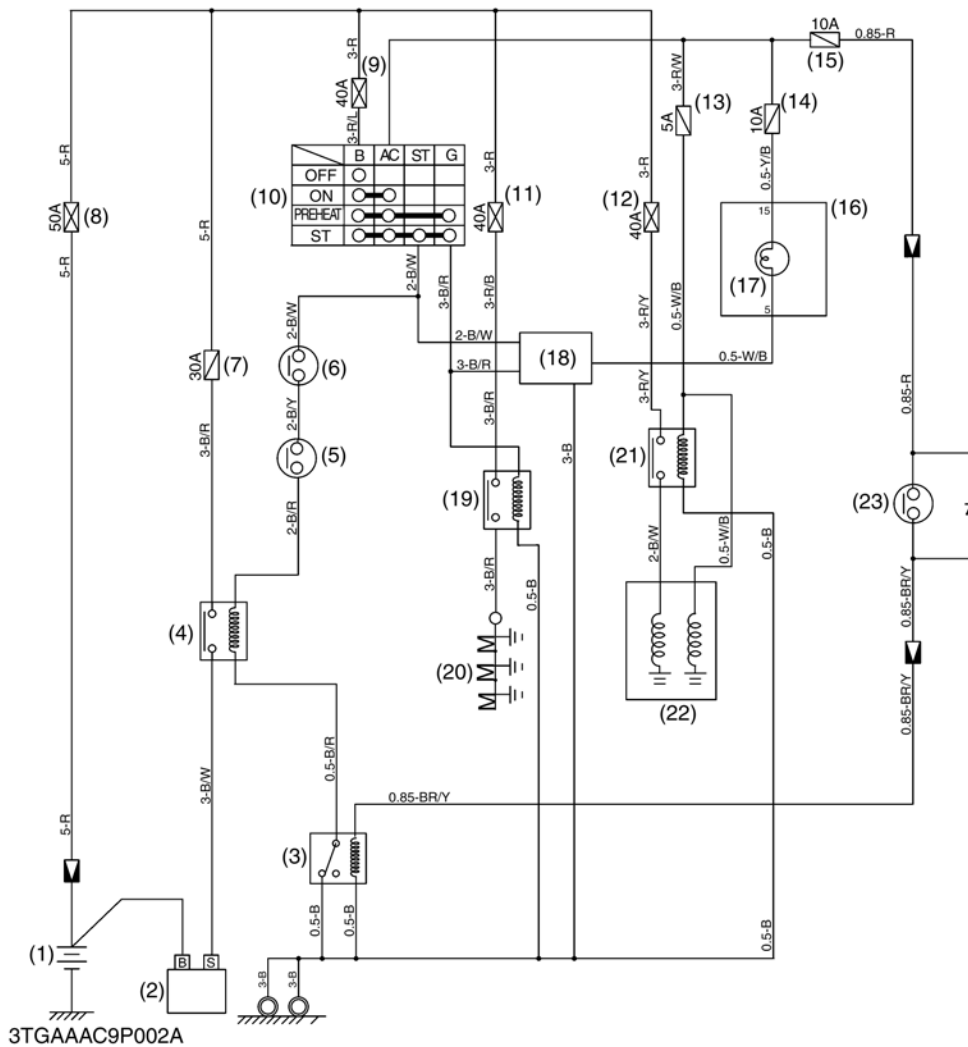 10A
0.85-R
(15)
3-R
(9)
40A
3-R/L
3-R/W
(13)
5A
(14)
10A
0.5-Y/B
B AC ST G
OFF
ON
PREHEAT
ST
(10)
5-R
5-R
3-R
3-R
50A
(8)
5-R
(11)
40A
(12)
40A
15
(16)
(17)
5
2-B/W
3-B/R
3-R/B
3-R/Y
0.5-W/B
2-B/W
30A
(7)
(6)
2-B/W
3-B/R
(18)
0.5-W/B
3-B/R
2-B/Y
3-B/R
3-R/Y
0.85-R
(5)
3-B
(21)
2-B/R
(19)
(23)
7
2-B/W
0.5-W/B
0.5-B
3-B/R
0.5-B
0.85-BR/Y
(4)
(20)
0.85-BR/Y
(22)
0.5-B/R
3-B/W
5-R
0.85-BR/Y
(3)
0.5-B
0.5-B
0.5-B
(1)
B
S
(2)
3-B
3-B
3TGAAAC9P002A